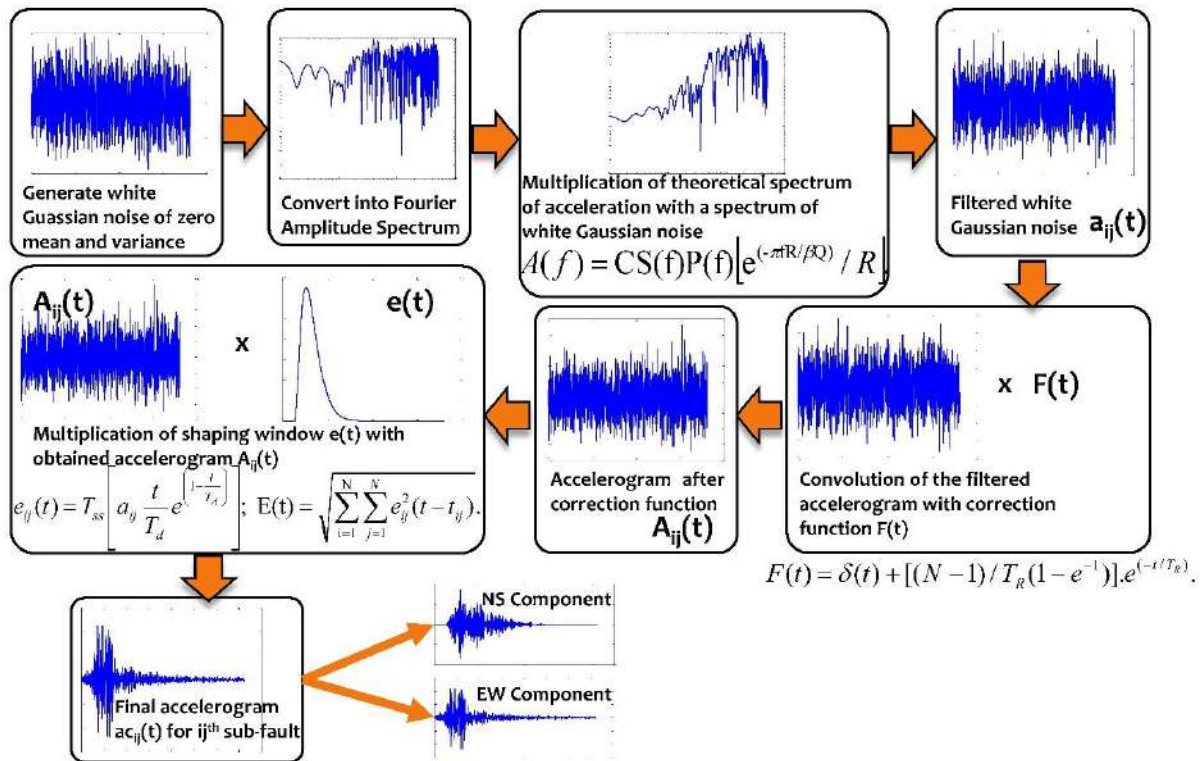 Generate white
Guassian noise of zero
mean and variance
Convert into Fourier
Amplitude Spectrum
Multiplication of theoretical spectrum
of acceleration with a spectrum of
white Gaussian noise
A(f) = CS(f)P(f)[e^(-πfR/βQ) / R].
Filtered white
Gaussian noise a_ij(t)
x F(t)
Convolution of the filtered
accelerogram with correction
function F(t)
F(t) = δ(t) + [(N − 1) / T_R (1 − e^-1)].e^(-t/T_R).
Accelerogram after
correction function
A_ij(t)
A_ij(t) x e(t)
Multiplication of shaping window e(t) with
obtained accelerogram A_ij(t)
e_ij(t) = T_ss [a_ij t/T_d e^[1-t/T_d]]; E(t) = √(∑_{i=1}^{N} ∑_{j=1}^{N} e_ij^2 (t − t_ij)).
Final accelerogram
ac_ij(t) for ij^th sub-fault
NS Component
EW Component